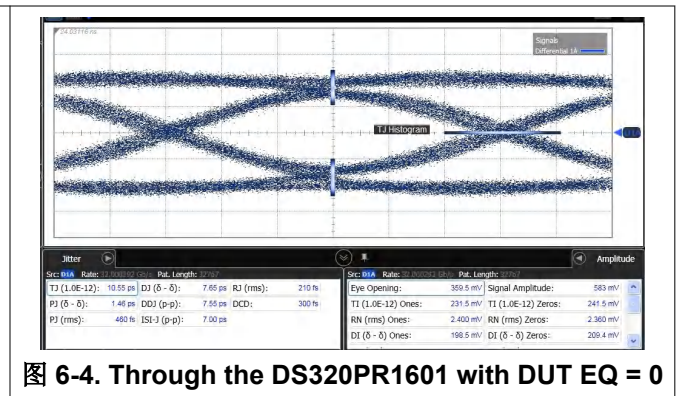 24.03116 ns
Signals
Differential 1A
TJ Histogram
Jitter
Amplitude
Src: D1A Rate: Pat. Length: 32767
TJ (1.0E-12): 10.55 ps DJ (δ - δ): 7.65 ps RJ (rms): 210 fs
PJ (δ - δ): 1.46 ps DDJ (p-p): 7.55 ps DCD: 300 fs
PJ (rms): 460 fs ISI-J (p-p): 7.00 ps
Src: D1A Rate: Pat. Length: 32767
Eye Opening: 359.5 mV Signal Amplitude: 583 mV
TI (1.0E-12) Ones: 231.5 mV TI (1.0E-12) Zeros: 241.5 mV
RN (rms) Ones: 2.400 mV RN (rms) Zeros: 2.360 mV
DI (δ - δ) Ones: 198.5 mV DI (δ - δ) Zeros: 209.4 mV
图 6-4. Through the DS320PR1601 with DUT EQ = 0